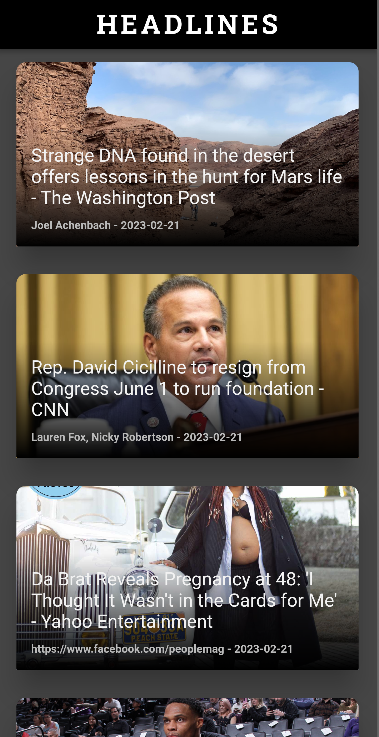 HEADLINES
Strange DNA found in the desert
offers lessons in the hunt for Mars life
- The Washington Post
Joel Achenbach - 2023-02-21
Rep. David Cicilline to resign from
Congress June 1 to run foundation -
CNN
Lauren Fox, Nicky Robertson - 2023-02-21
Da Brat Reveals Pregnancy at 48: 'I
Thought It Wasn't in the Cards for Me'
- Yahoo Entertainment
https://www.facebook.com/peoplemag - 2023-02-21